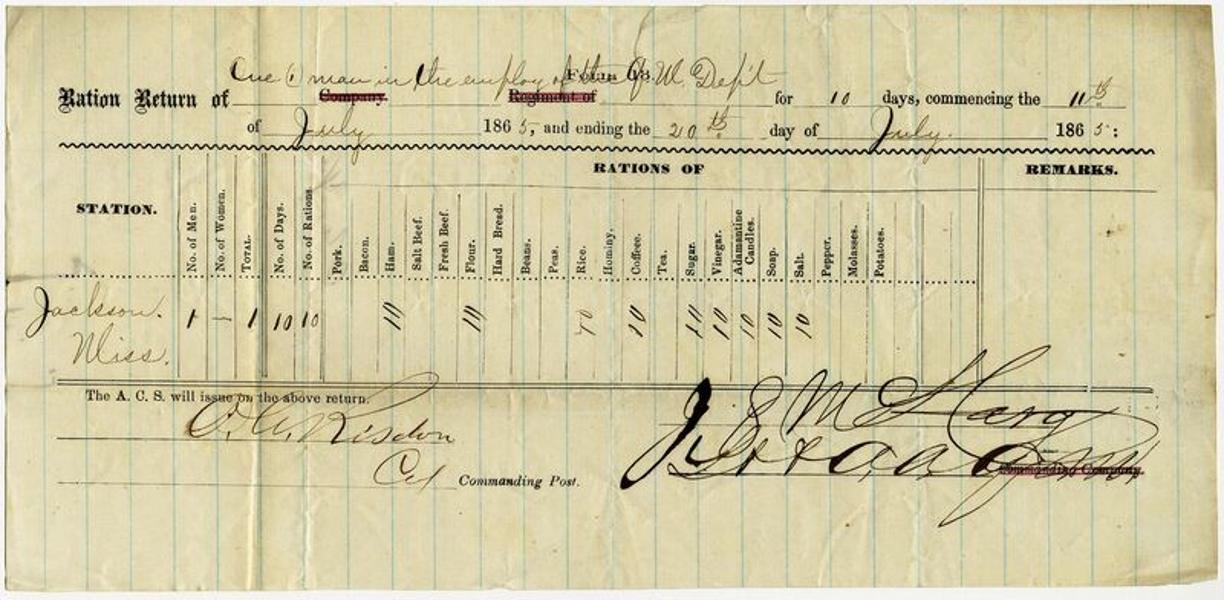 Form 13.
One (1) man in the employ of the Q. M. Dep't
Ration Return of Company. Regiment of for 10 days, commencing the 11th
of July 1865, and ending the 20th day of July. 1865:
RATIONS OF
REMARKS.
STATION. No. of Men. No. of Women. TOTAL. No. of Days. No. of Rations Pork. Bacon. Ham. Salt Beef. Fresh Beef. Flour. Hard Bread. Beans. Peas. Rice. Hominy. Coffee. Tea. Sugar. Vinegar. Adamantine Candles. Soap. Salt. Pepper. Molasses. Potatoes.
Jackson. 1 — 1 10 10 10 10 10 10 10 10 10 10 10
Miss.
The A. C. S. will issue on the above return.
O. C. Risdon
Col Commanding Post.
Commanding Company.